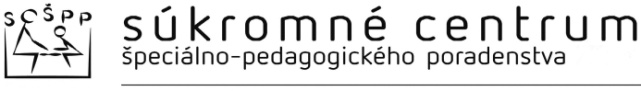 SCŠPP
súkromné centrum
špeciálno-pedagogického poradenstva